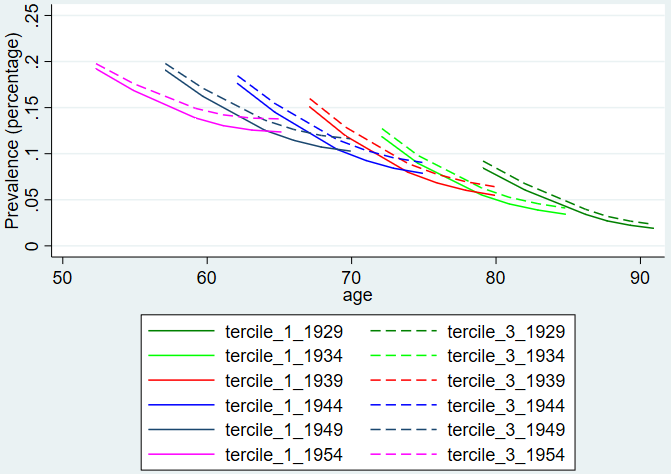 Prevalence (percentage)
.25
.2
.15
.1
.05
0
50 60 70 80 90
age
tercile_1_1929 tercile_3_1929
tercile_1_1934 tercile_3_1934
tercile_1_1939 tercile_3_1939
tercile_1_1944 tercile_3_1944
tercile_1_1949 tercile_3_1949
tercile_1_1954 tercile_3_1954